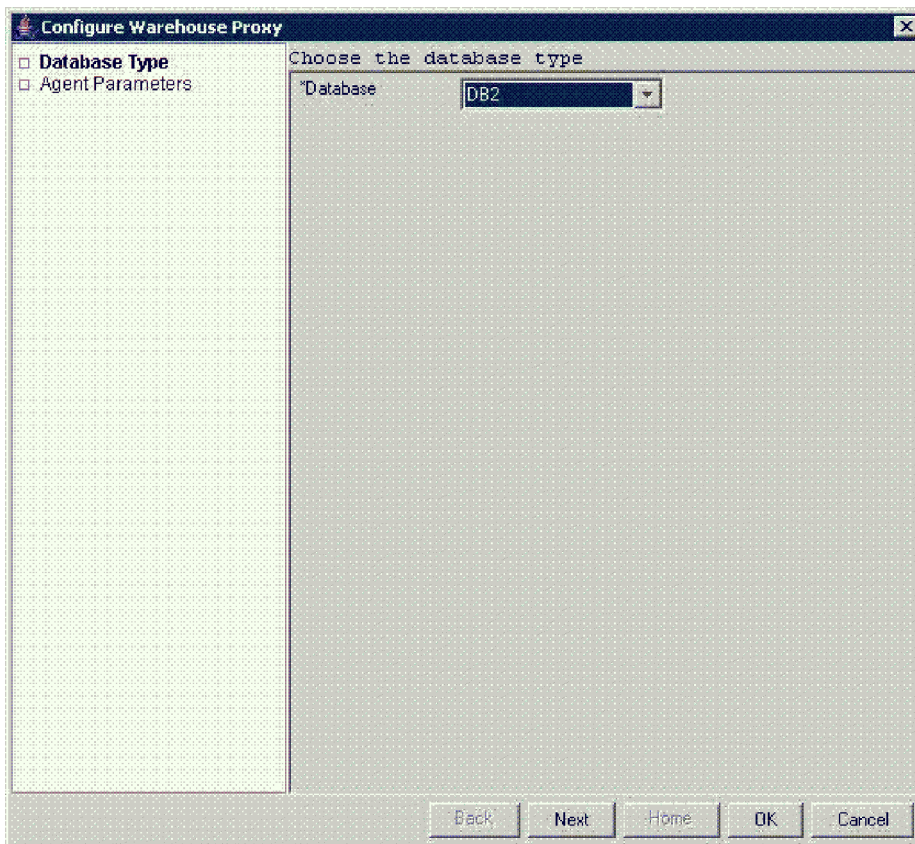 Configure Warehouse Proxy
Database Type
Agent Parameters
Choose the database type
*Database
DB2
Back Next Home OK Cancel